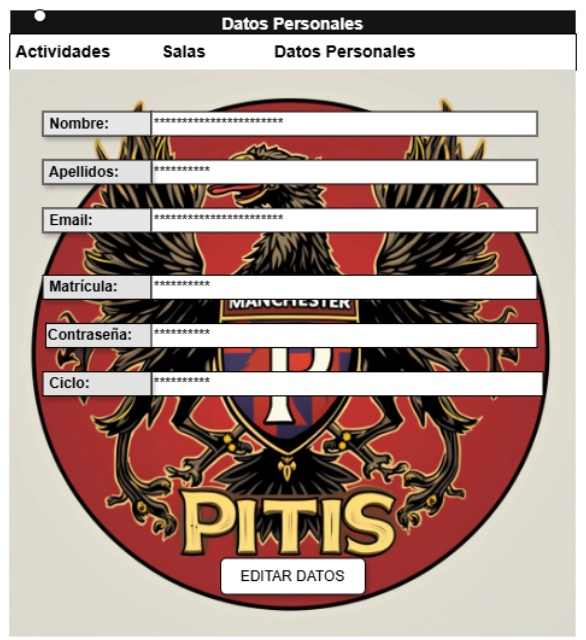 Datos Personales
Actividades Salas Datos Personales
Nombre: ***********************
Apellidos: **********
Email: ***********************
Matrícula: **********
MANCHESTER
Contraseña: **********
P
Ciclo: **********
PITIS
EDITAR DATOS